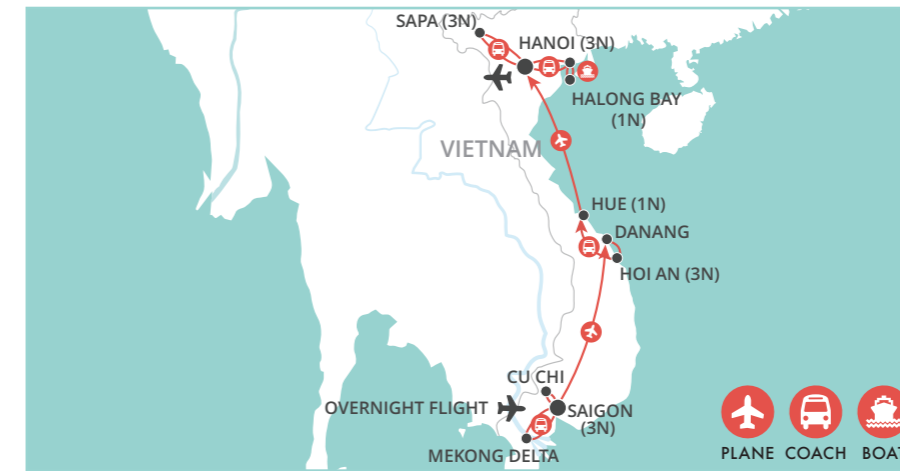 SAPA (3N)
HANOI (3N)
HALONG BAY
(1N)
VIETNAM
HUE (1N)
DANANG
HOI AN (3N)
CU CHI
OVERNIGHT FLIGHT
SAIGON
(3N)
MEKONG DELTA
PLANE COACH BOAT